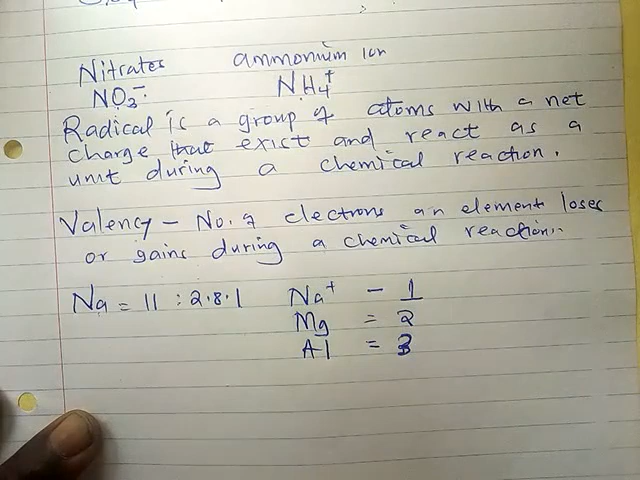 Nitrates ammonium ion
NO3⁻ NH4⁺
Radical is a group of atoms with a net
charge that exist and react as a
unit during a chemical reaction.
Valency – No. of electrons an element loses
or gains during a chemical reaction.
Na = 11 : 2.8.1 Na⁺ – 1
Mg = 2
Al = 3